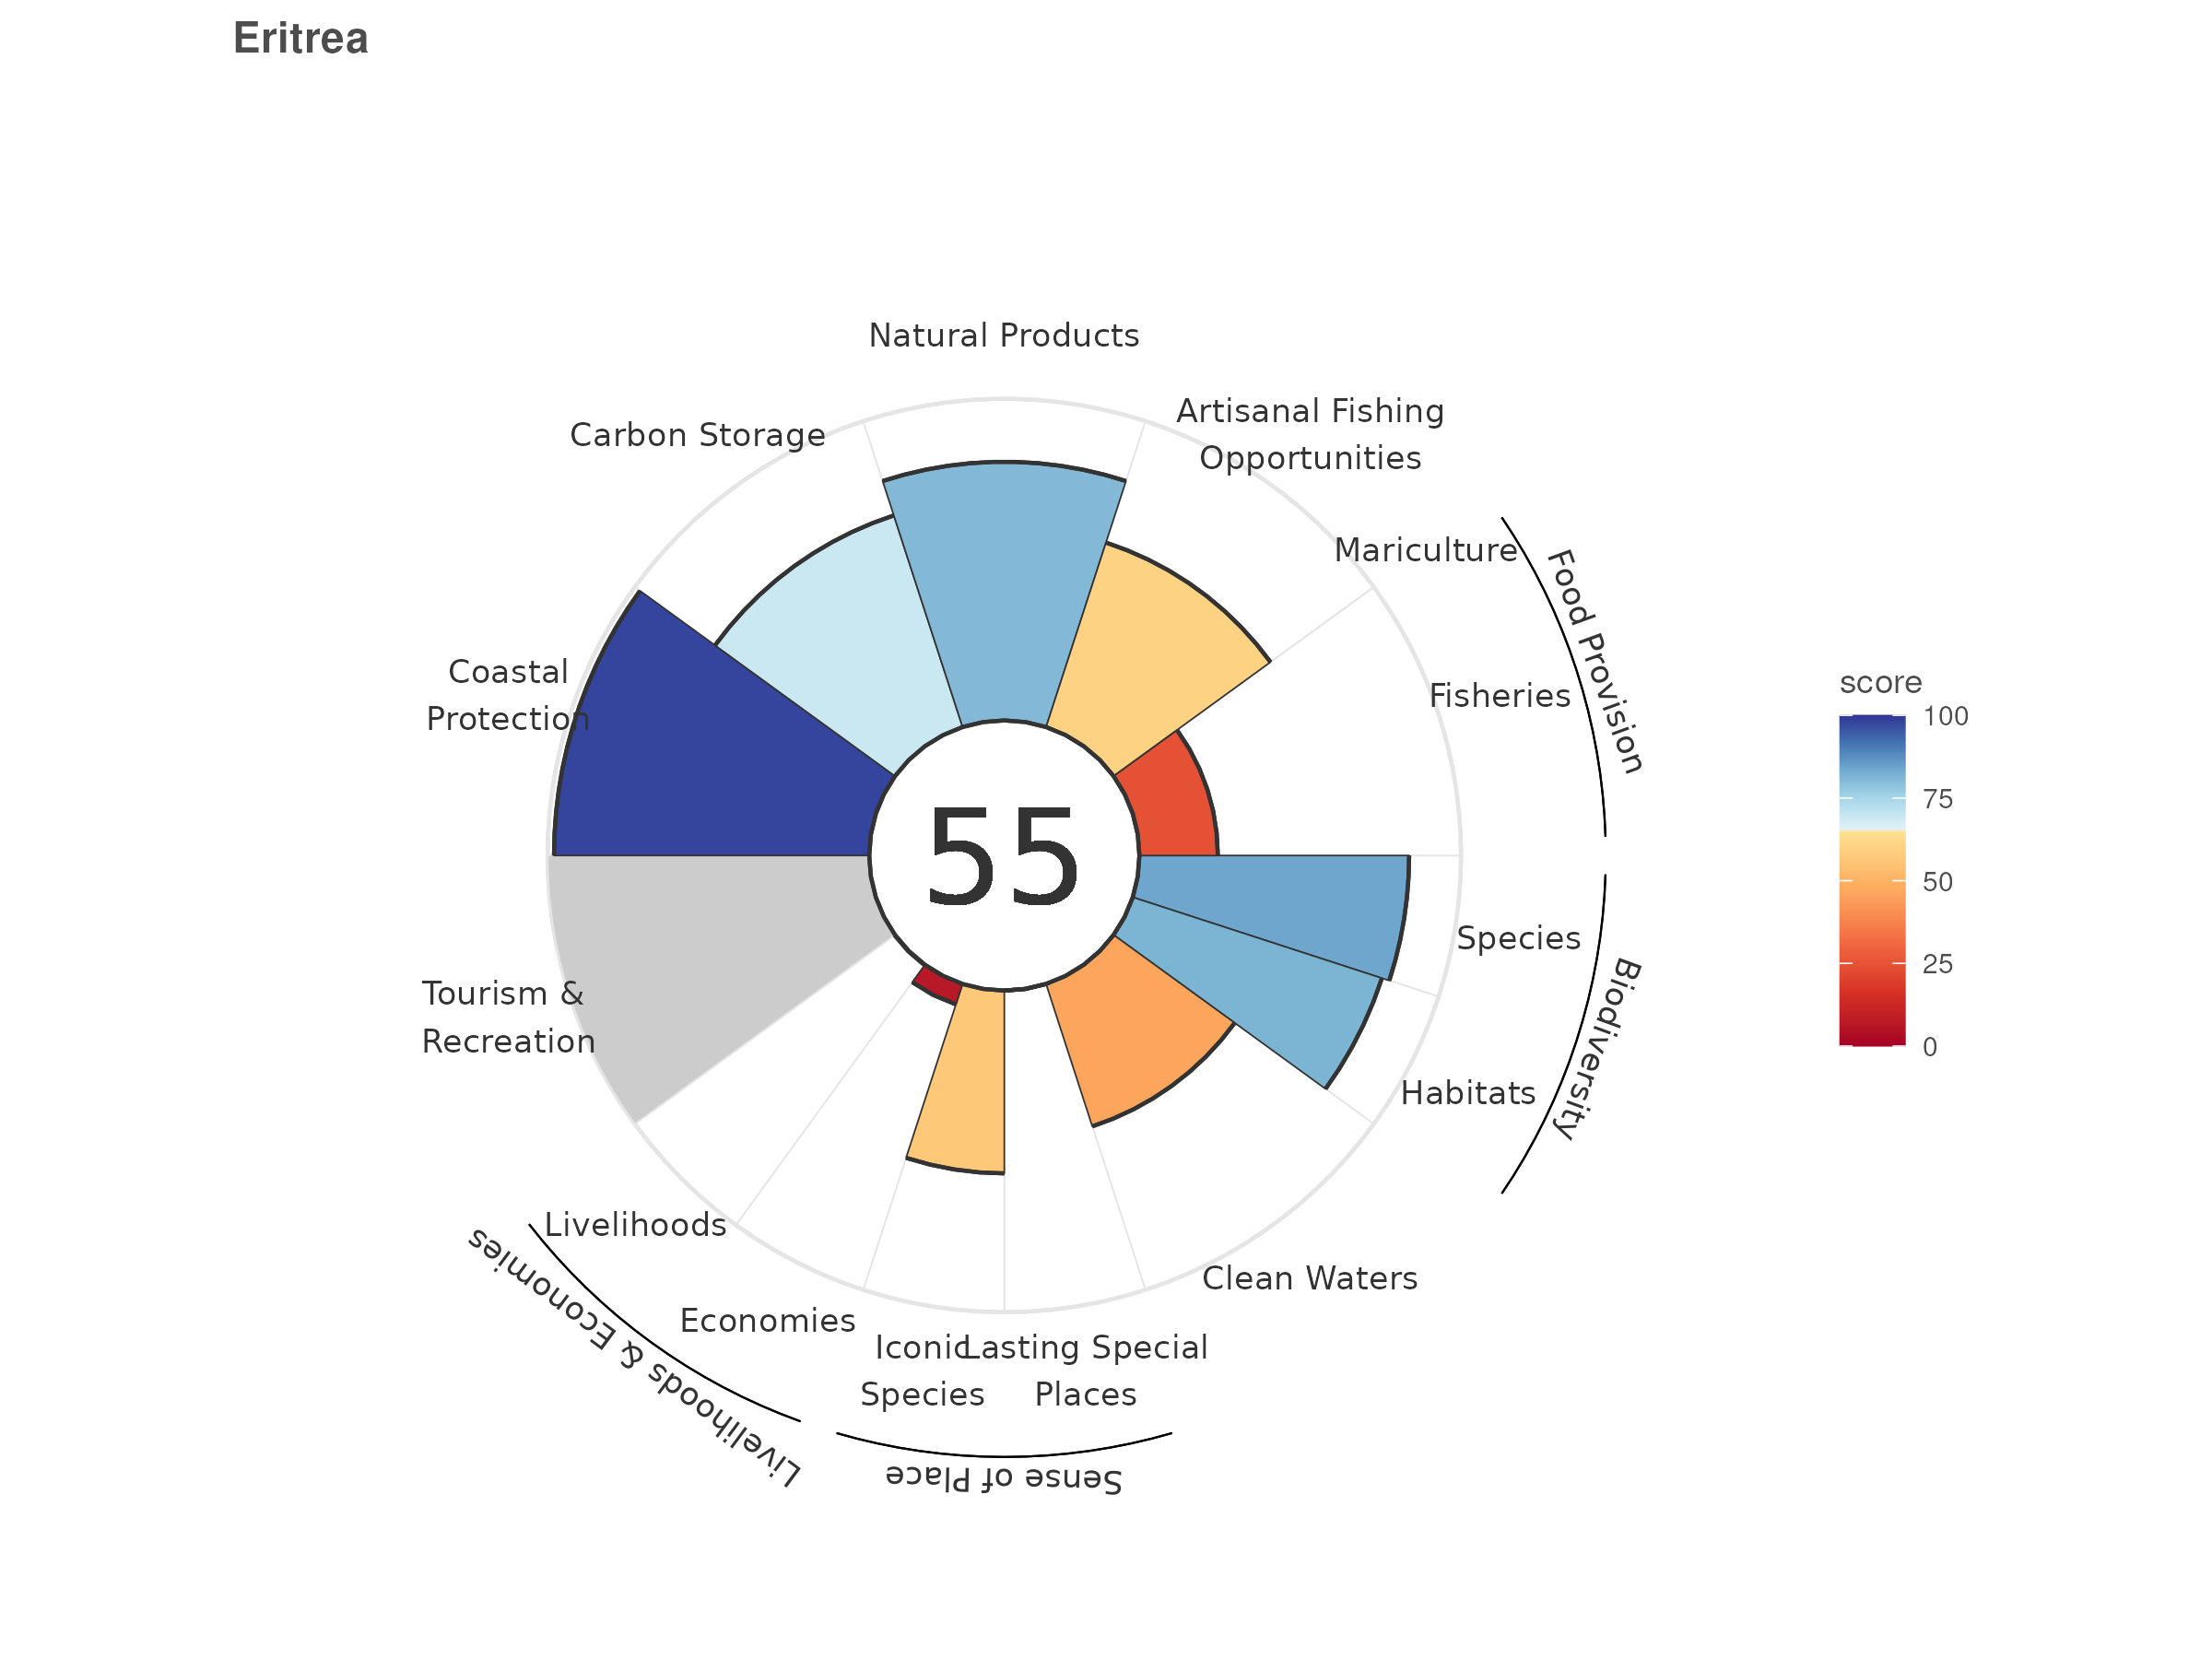 Eritrea
Natural Products
Artisanal Fishing
Opportunities
Carbon Storage
Mariculture
Food Provision
Fisheries
Coastal
Protection
score
100
75
50
25
0
55
Species
Biodiversity
Tourism &
Recreation
Habitats
Livelihoods
Clean Waters
Economies
Livelihoods & Economies
Iconic
Species
Lasting Special
Places
Sense of Place